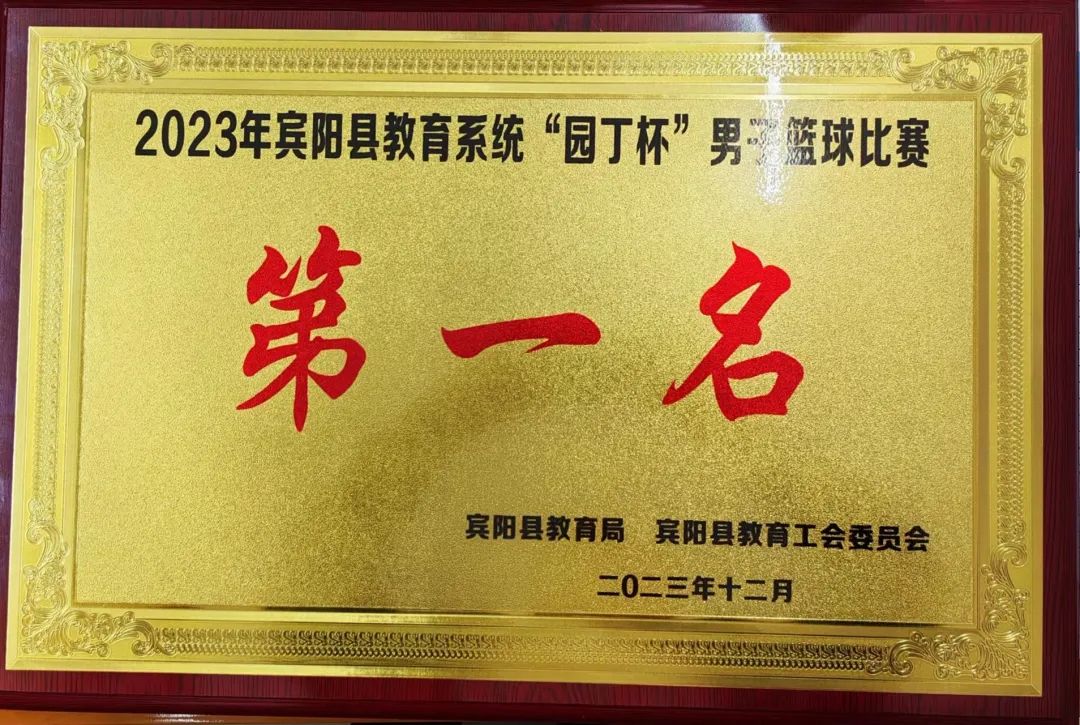 2023年宾阳县教育系统“园丁杯”男子篮球比赛
第一名
宾阳县教育局 宾阳县教育工会委员会
二〇二三年十二月